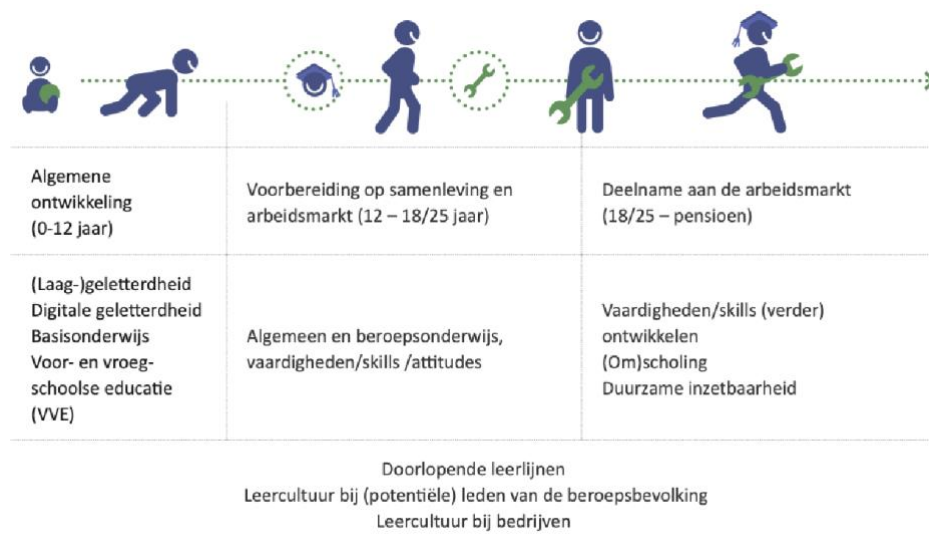 Algemene
ontwikkeling
(0-12 jaar)
Voorbereiding op samenleving en
arbeidsmarkt (12 – 18/25 jaar)
Deelname aan de arbeidsmarkt
(18/25 – pensioen)
(Laag-)geletterdheid
Digitale geletterdheid
Basisonderwijs
Voor- en vroeg-
schoolse educatie
(VVE)
Algemeen en beroepsonderwijs,
vaardigheden/skills /attitudes
Vaardigheden/skills (verder)
ontwikkelen
(Om)scholing
Duurzame inzetbaarheid
Doorlopende leerlijnen
Leercultuur bij (potentiële) leden van de beroepsbevolking
Leercultuur bij bedrijven